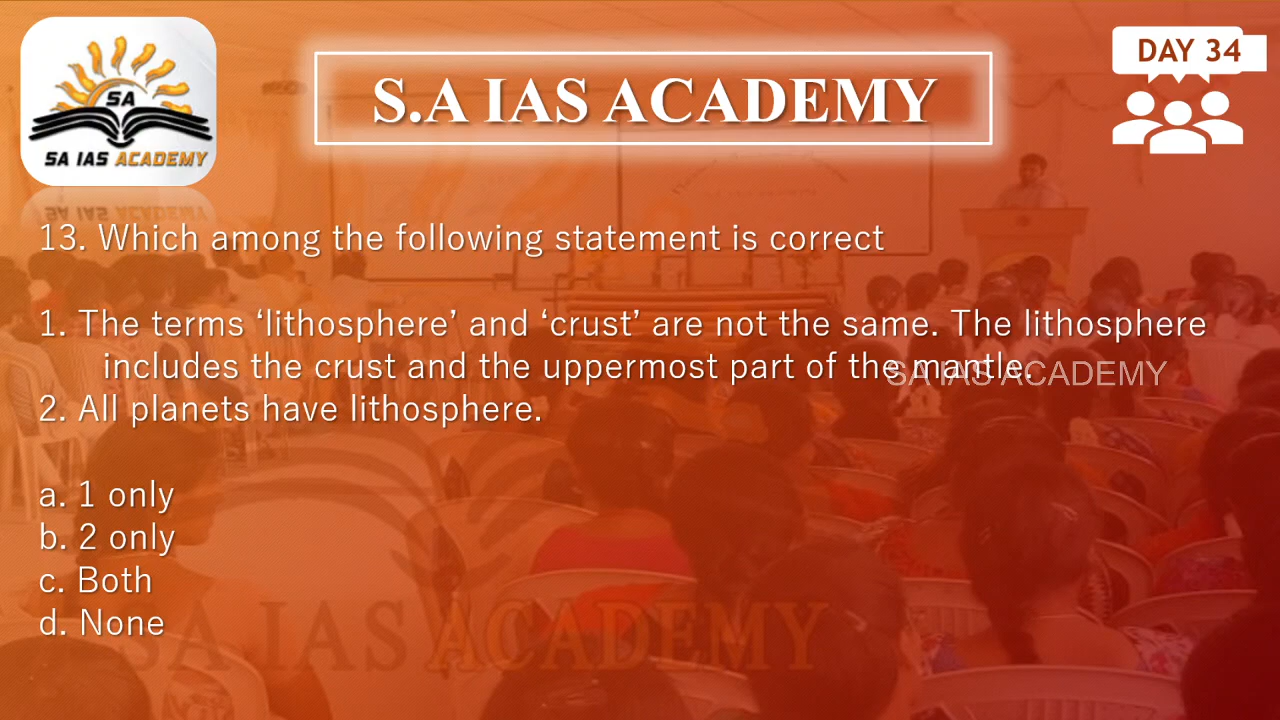 SA
SA IAS ACADEMY
S.A IAS ACADEMY
DAY 34
13. Which among the following statement is correct
1. The terms ‘lithosphere’ and ‘crust’ are not the same. The lithosphere
includes the crust and the uppermost part of the mantle.
SA IAS ACADEMY
2. All planets have lithosphere.
a. 1 only
b. 2 only
c. Both
d. None
SA IAS ACADEMY